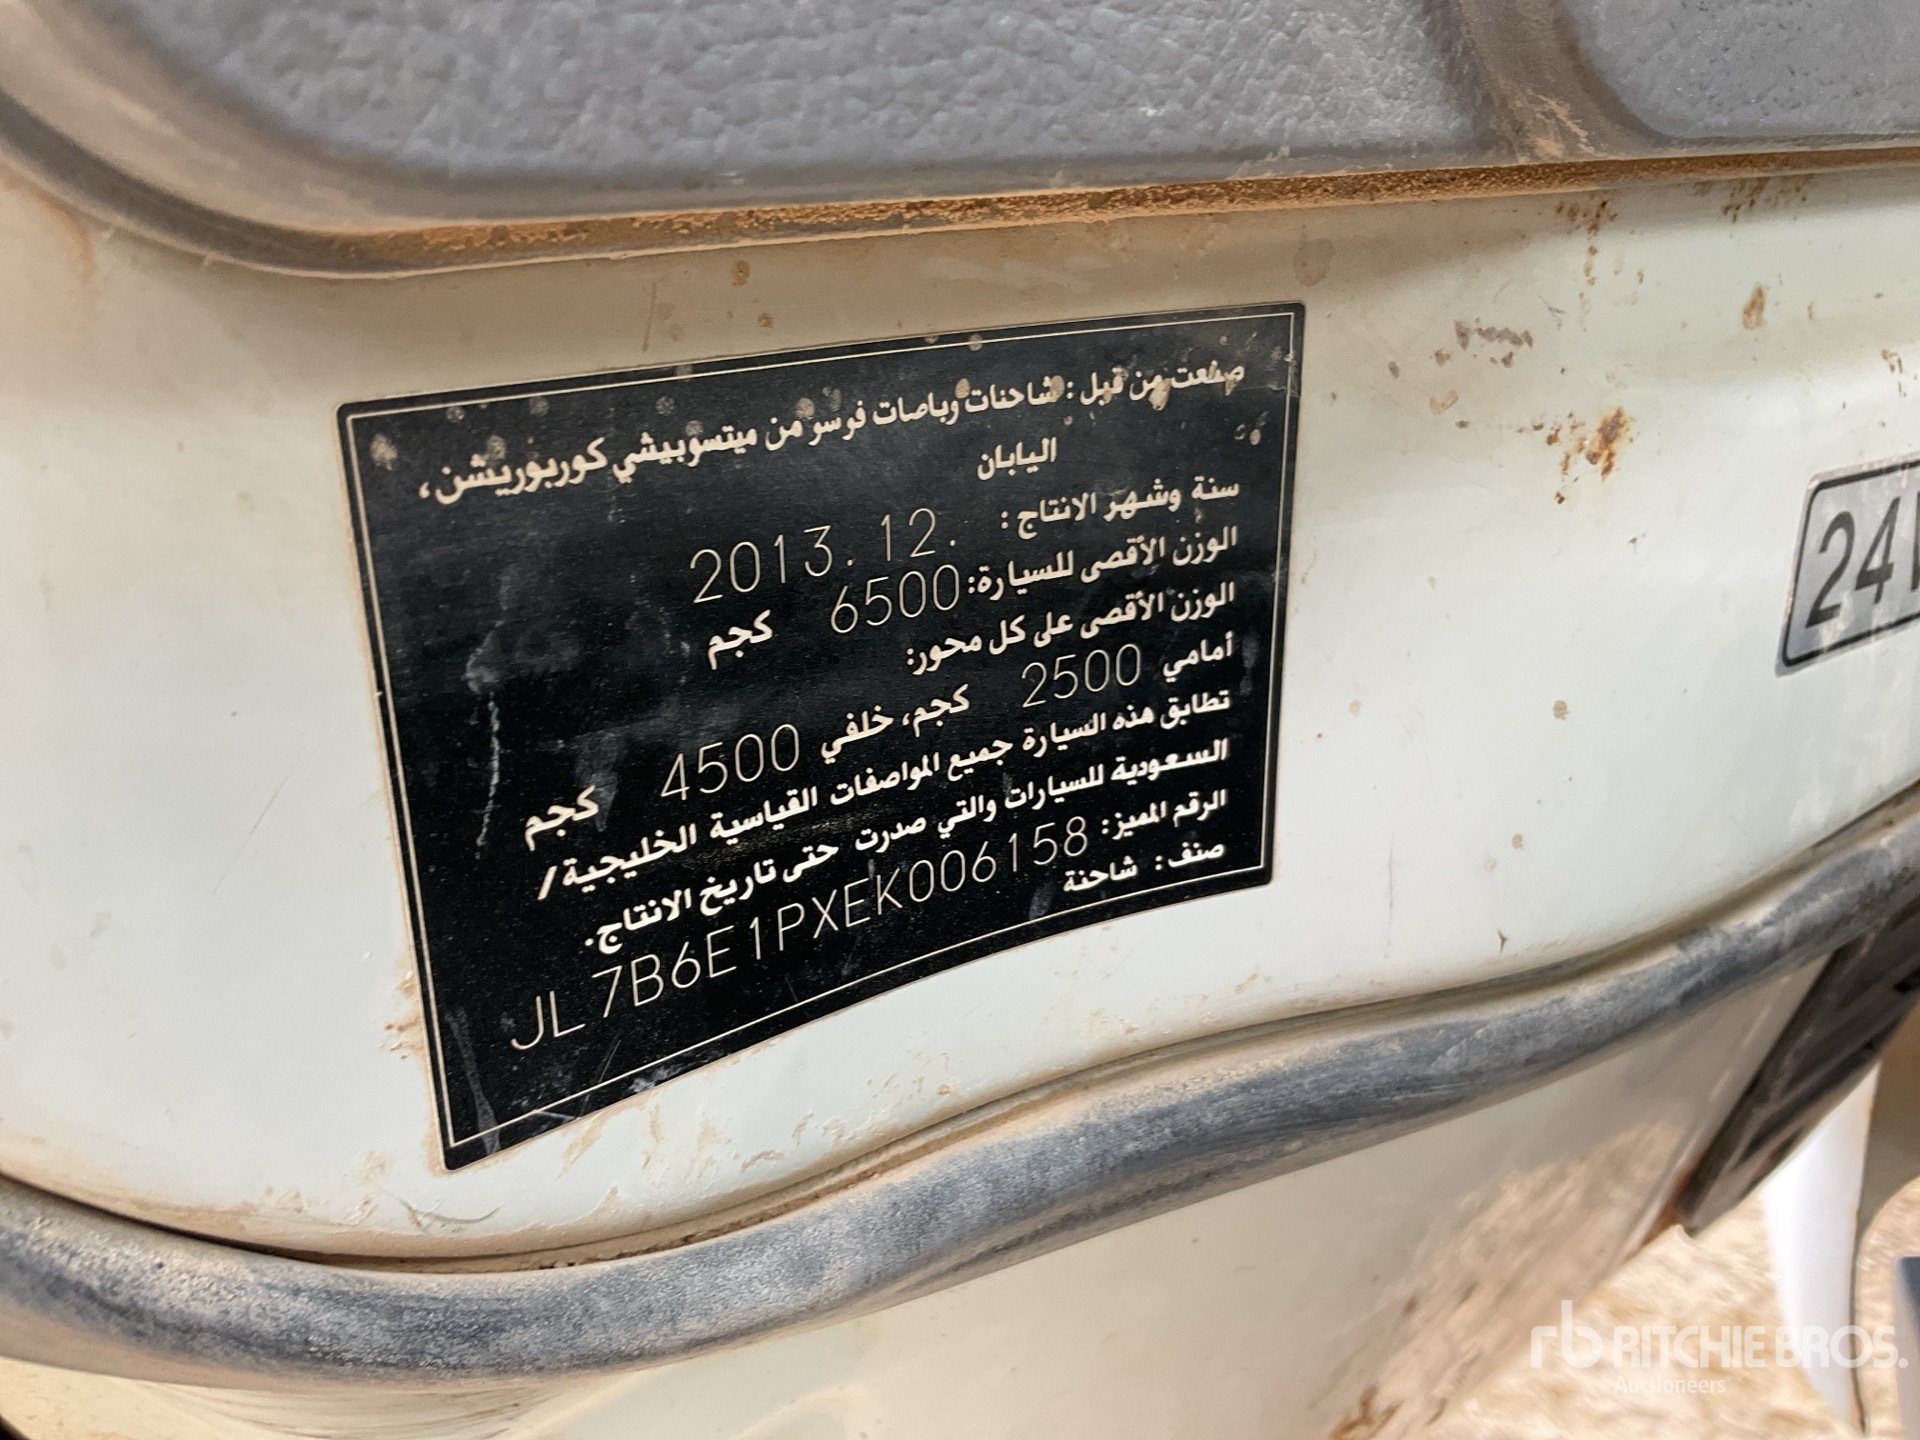 صنعت من قبل : شاحنات وباصات فوسو من ميتسوبيشي كوربوريشن،
اليابان
سنة وشهر الانتاج : 2013.12.
الوزن الأقصى للسيارة: 6500 كجم
الوزن الأقصى على كل محور:
أمامي 2500 كجم، خلفي 4500 كجم
تطابق هذه السيارة جميع المواصفات القياسية الخليجية/
السعودية للسيارات والتي صدرت حتى تاريخ الانتاج.
الرقم المميز: JL7B6E1PXEK006158
صنف : شاحنة
24
rb RITCHIE BROS.
Auctioneers